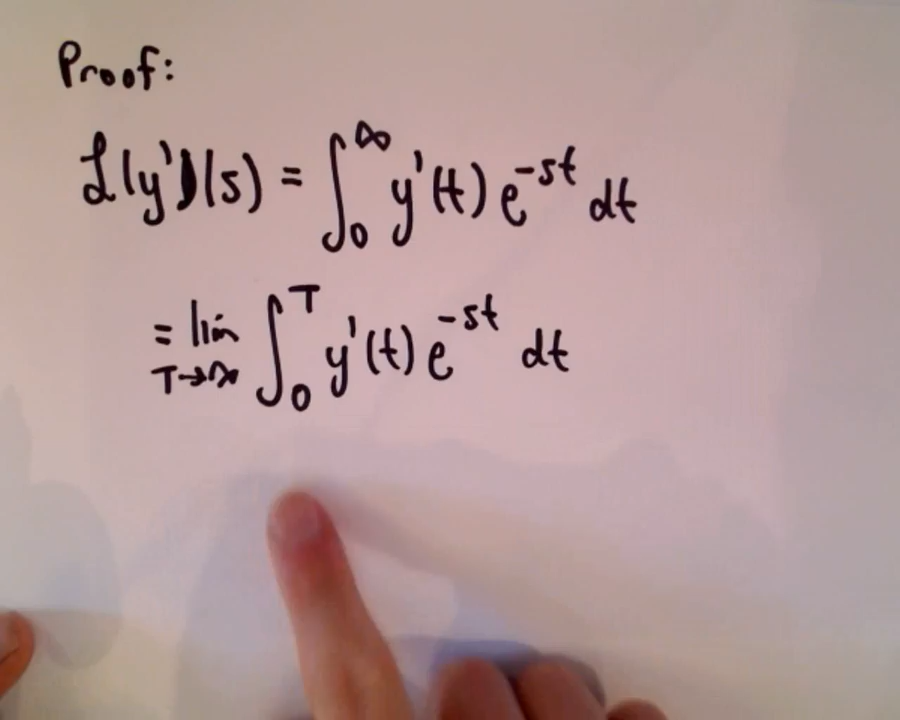 Proof:
ℒ(y')(s) = ∫₀^∞ y'(t) e^{-st} dt
= lim_{T→∞} ∫₀^T y'(t) e^{-st} dt